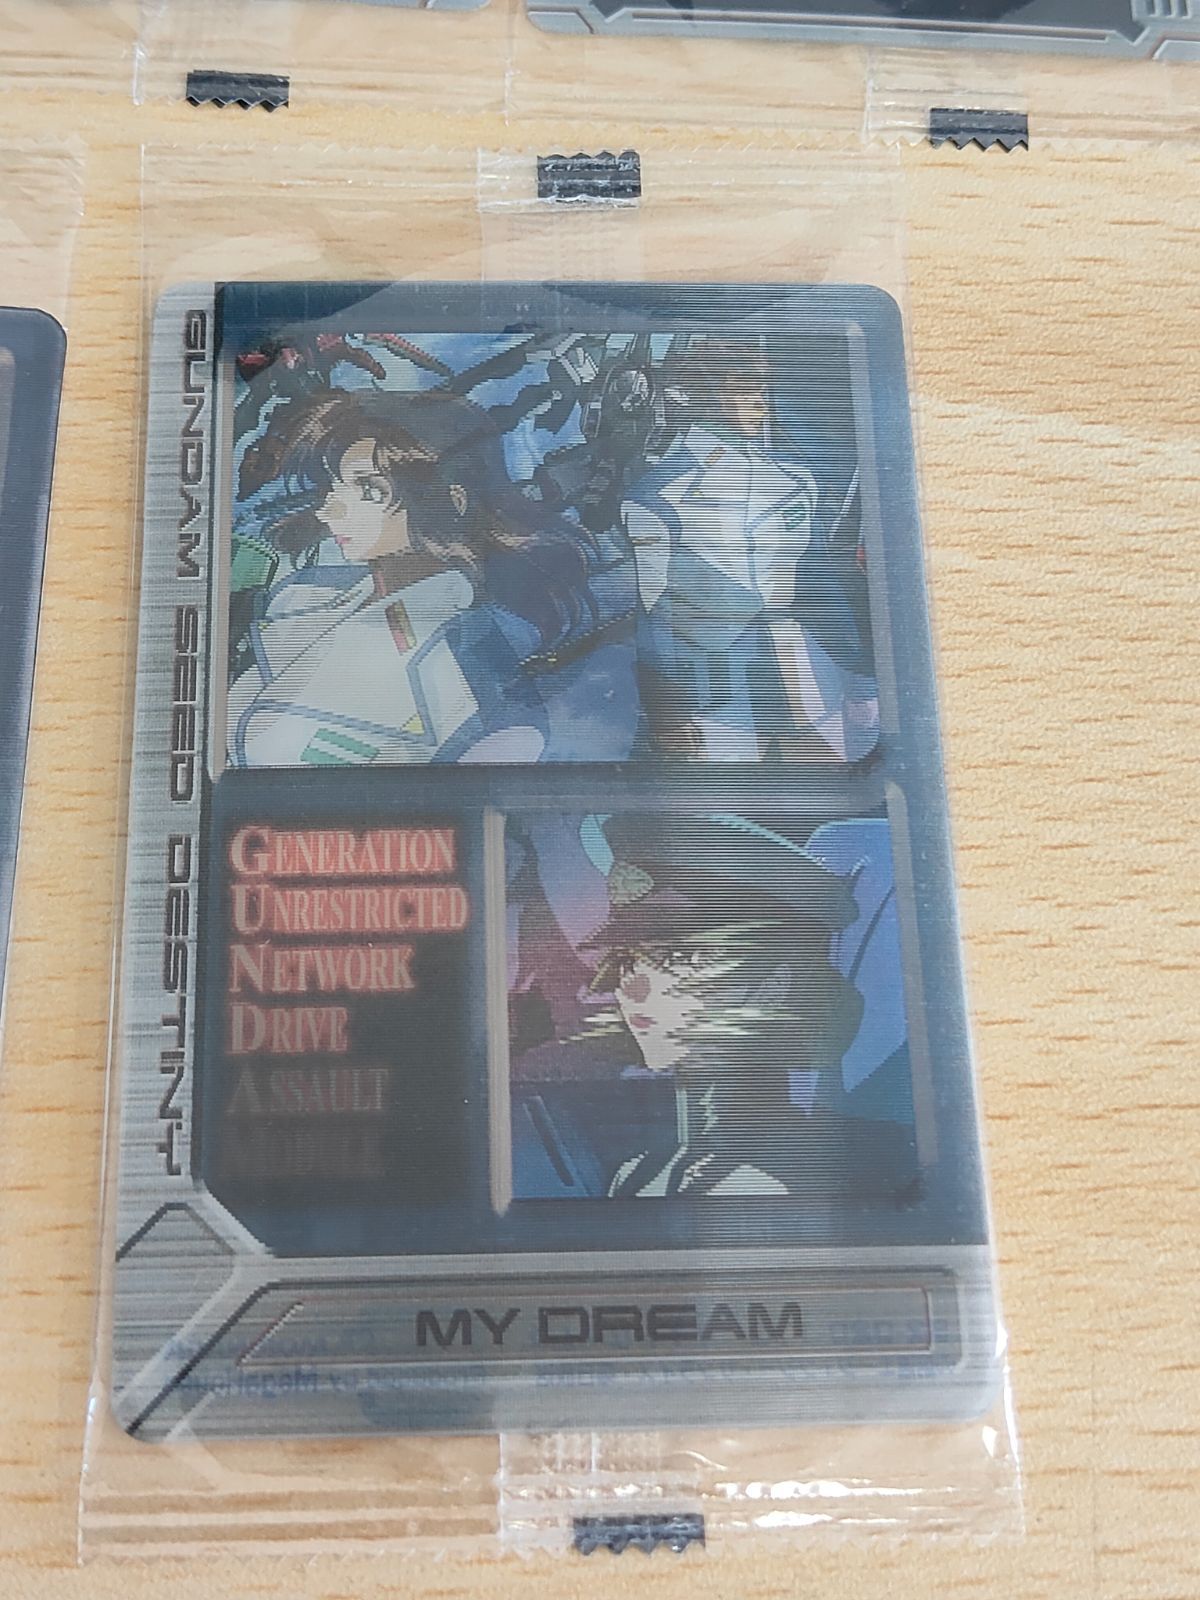 GUNDAM SEED DESTINY
GENERATION
UNRESTRICTED
NETWORK
DRIVE
ASSAULT
MY DREAM